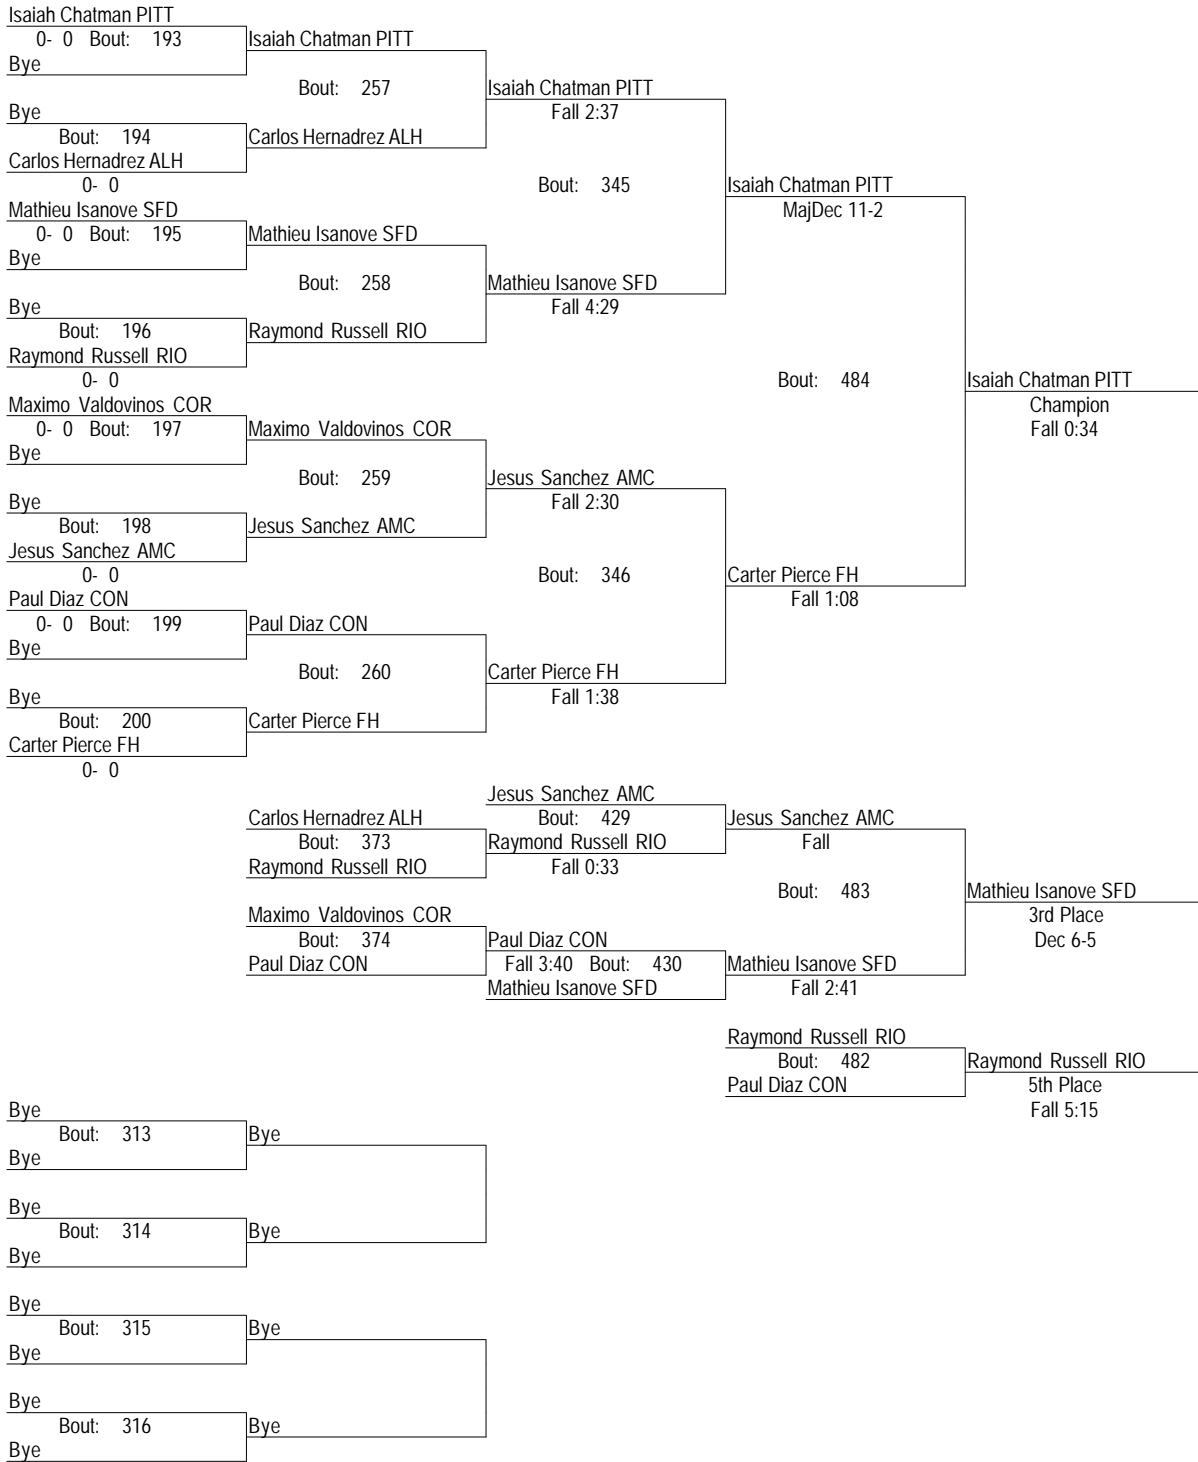 Isaiah Chatman PITT
0- 0 Bout: 193
Isaiah Chatman PITT
Bye
Bout: 257
Isaiah Chatman PITT
Bye
Fall 2:37
Bout: 194
Carlos Hernadrez ALH
Carlos Hernadrez ALH
0- 0
Bout: 345
Isaiah Chatman PITT
Mathieu Isanove SFD
MajDec 11-2
0- 0 Bout: 195
Mathieu Isanove SFD
Bye
Bout: 258
Mathieu Isanove SFD
Bye
Fall 4:29
Bout: 196
Raymond Russell RIO
Raymond Russell RIO
0- 0
Bout: 484
Isaiah Chatman PITT
Maximo Valdovinos COR
Champion
0- 0 Bout: 197
Maximo Valdovinos COR
Fall 0:34
Bye
Bout: 259
Jesus Sanchez AMC
Bye
Fall 2:30
Bout: 198
Jesus Sanchez AMC
Jesus Sanchez AMC
0- 0
Bout: 346
Carter Pierce FH
Paul Diaz CON
Fall 1:08
0- 0 Bout: 199
Paul Diaz CON
Bye
Bout: 260
Carter Pierce FH
Bye
Fall 1:38
Bout: 200
Carter Pierce FH
Carter Pierce FH
0- 0
Jesus Sanchez AMC
Carlos Hernadrez ALH
Bout: 429
Jesus Sanchez AMC
Bout: 373
Raymond Russell RIO
Fall
Raymond Russell RIO
Fall 0:33
Bout: 483
Mathieu Isanove SFD
Maximo Valdovinos COR
3rd Place
Bout: 374
Paul Diaz CON
Dec 6-5
Paul Diaz CON
Fall 3:40 Bout: 430
Mathieu Isanove SFD
Mathieu Isanove SFD
Fall 2:41
Raymond Russell RIO
Bout: 482
Raymond Russell RIO
Paul Diaz CON
5th Place
Fall 5:15
Bye
Bout: 313
Bye
Bye
Bye
Bout: 314
Bye
Bye
Bye
Bout: 315
Bye
Bye
Bye
Bout: 316
Bye
Bye